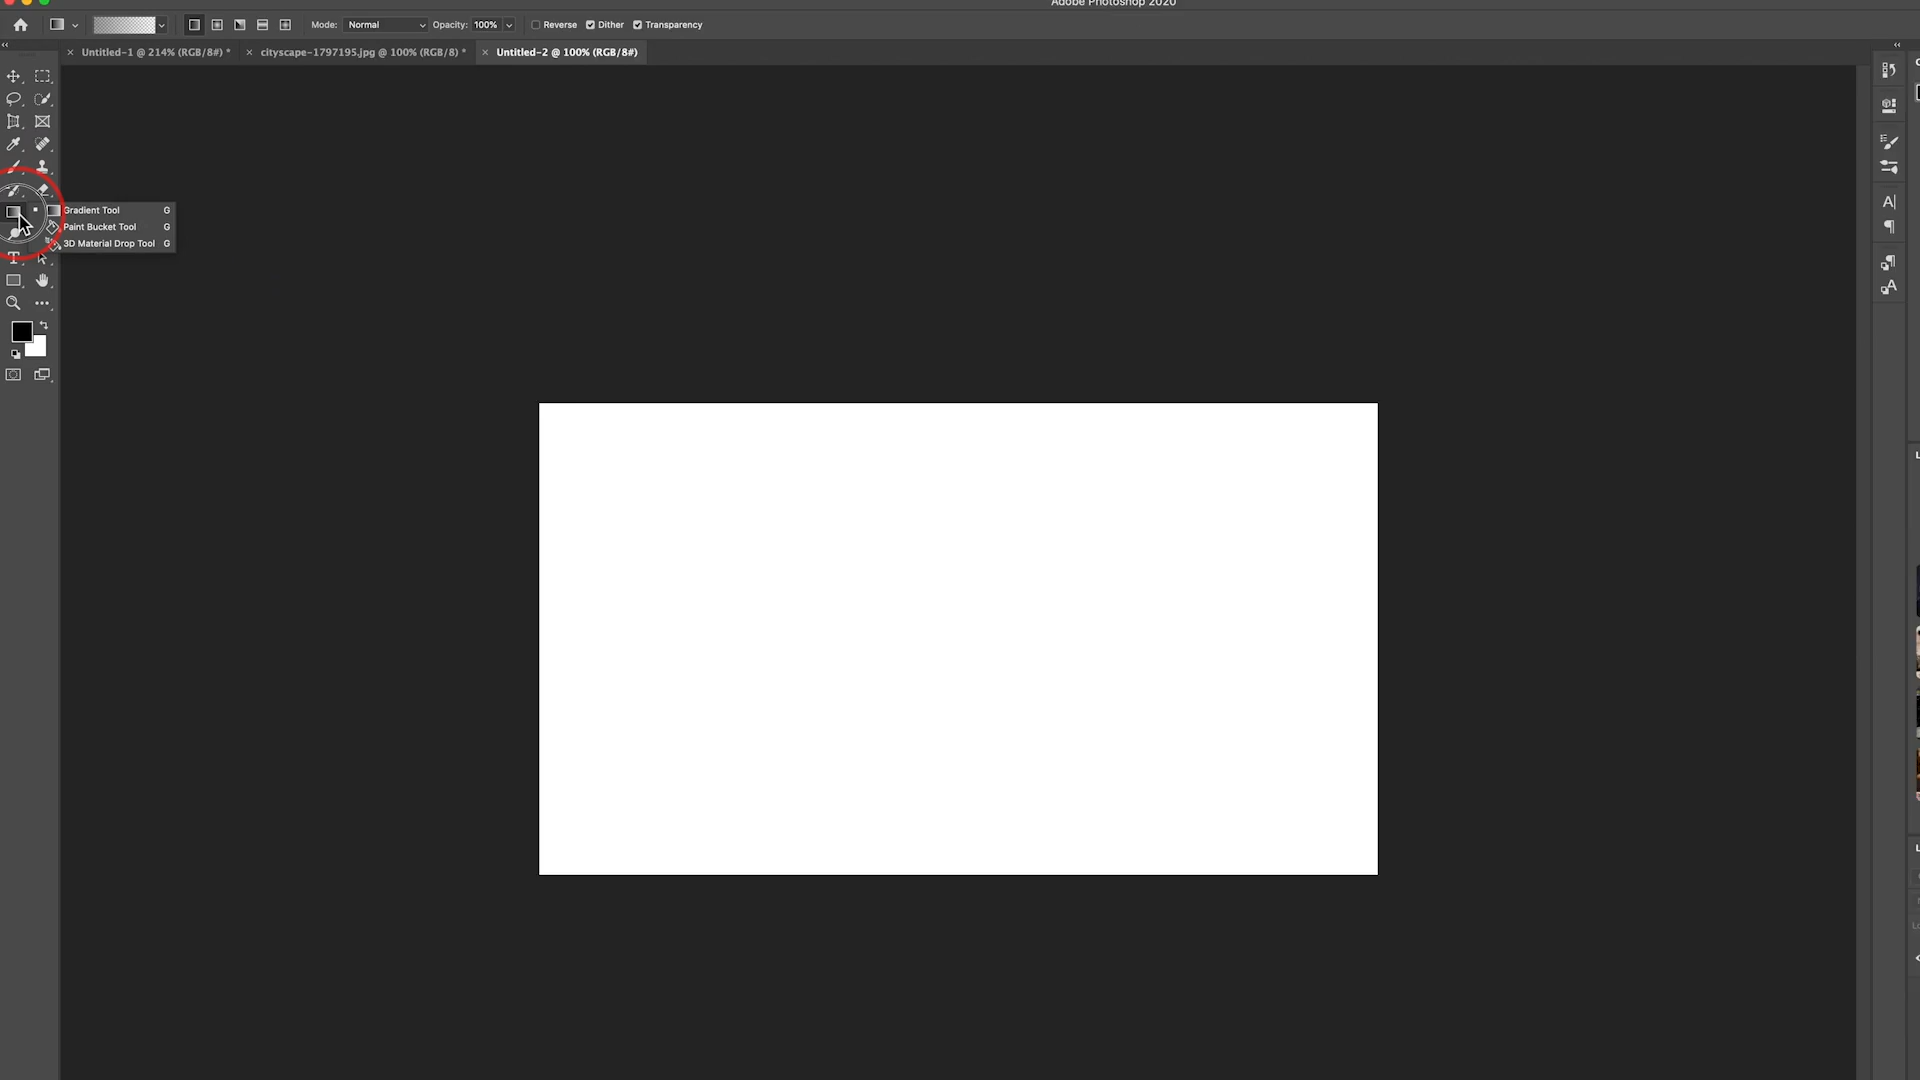 Adobe Photoshop 2020
Mode: Normal Opacity: 100% Reverse Dither Transparency
Untitled-1 @ 214% (RGB/8#) * cityscape-1797195.jpg @ 100% (RGB/8) * Untitled-2 @ 100% (RGB/8#)
Gradient Tool G
Paint Bucket Tool G
3D Material Drop Tool G